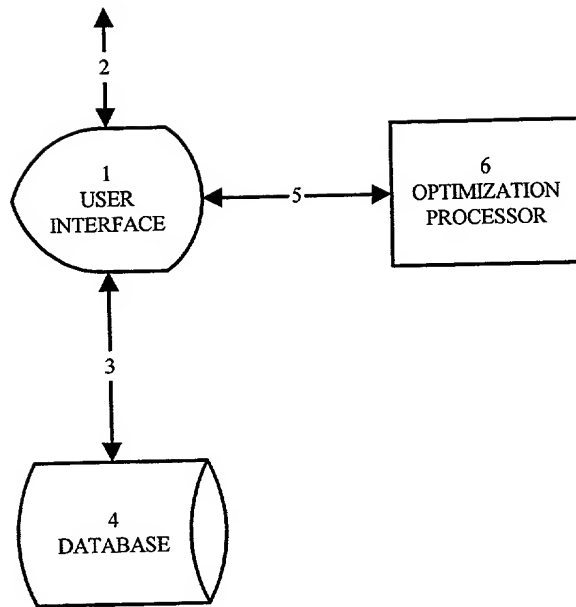 2
1
USER
INTERFACE
5
6
OPTIMIZATION
PROCESSOR
3
4
DATABASE